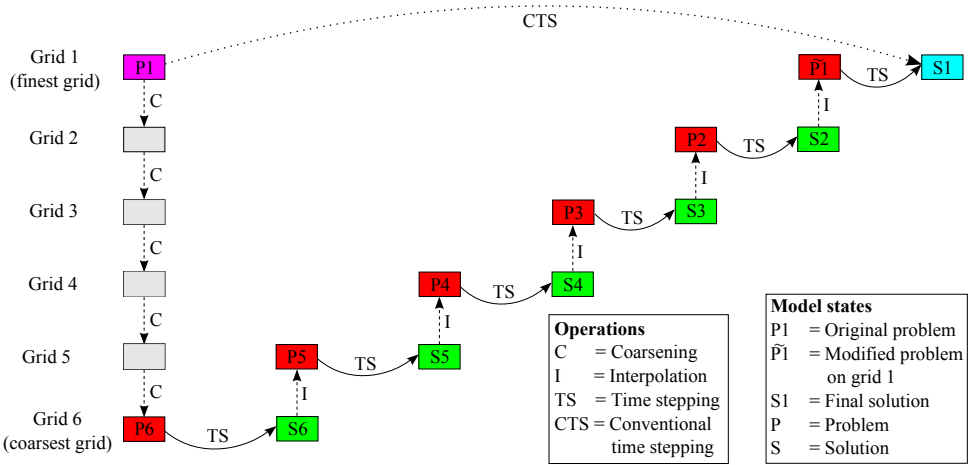 CTS
Grid 1
(finest grid)
P1
P̃1
TS
S1
C
I
Grid 2
P2
TS
S2
C
I
Grid 3
P3
TS
S3
C
I
Grid 4
P4
TS
S4
C
I
Grid 5
P5
TS
S5
C
I
Grid 6
(coarsest grid)
P6
TS
S6
Operations
C = Coarsening
I = Interpolation
TS = Time stepping
CTS = Conventional
time stepping
Model states
P1 = Original problem
P̃1 = Modified problem
on grid 1
S1 = Final solution
P = Problem
S = Solution